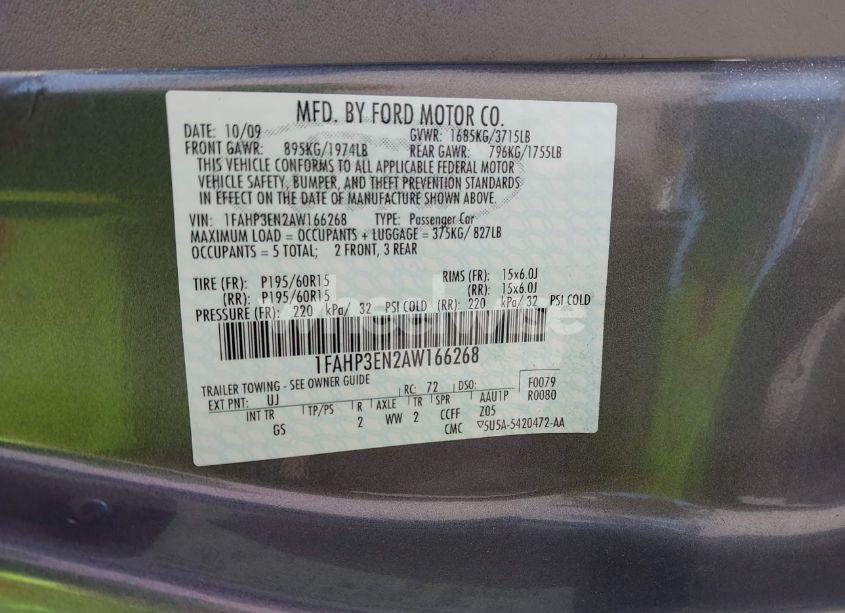 MFD. BY FORD MOTOR CO.
DATE: 10/09 GVWR: 1685KG/3715LB
FRONT GAWR: 895KG/1974LB REAR GAWR: 796KG/1755LB
THIS VEHICLE CONFORMS TO ALL APPLICABLE FEDERAL MOTOR
VEHICLE SAFETY, BUMPER, AND THEFT PREVENTION STANDARDS
IN EFFECT ON THE DATE OF MANUFACTURE SHOWN ABOVE.
VIN: 1FAHP3EN2AW166268 TYPE: Passenger Car
MAXIMUM LOAD = OCCUPANTS + LUGGAGE = 375KG/ 827LB
OCCUPANTS = 5 TOTAL; 2 FRONT, 3 REAR
TIRE (FR): P195/60R15 RIMS (FR): 15x6.0J
(RR): P195/60R15 (RR): 15x6.0J
PRESSURE (FR): 220 kPa/ 32 PSI COLD (RR): 220 kPa/ 32 PSI COLD
1FAHP3EN2AW166268
TRAILER TOWING - SEE OWNER GUIDE
EXT PNT: UJ RC: 72 DSO: F0079
R0080
INT TR TP/PS R AXLE TR SPR AAU1P
GS 2 WW 2 CCFF Z05
CMC ▽5U5A-5420472-AA